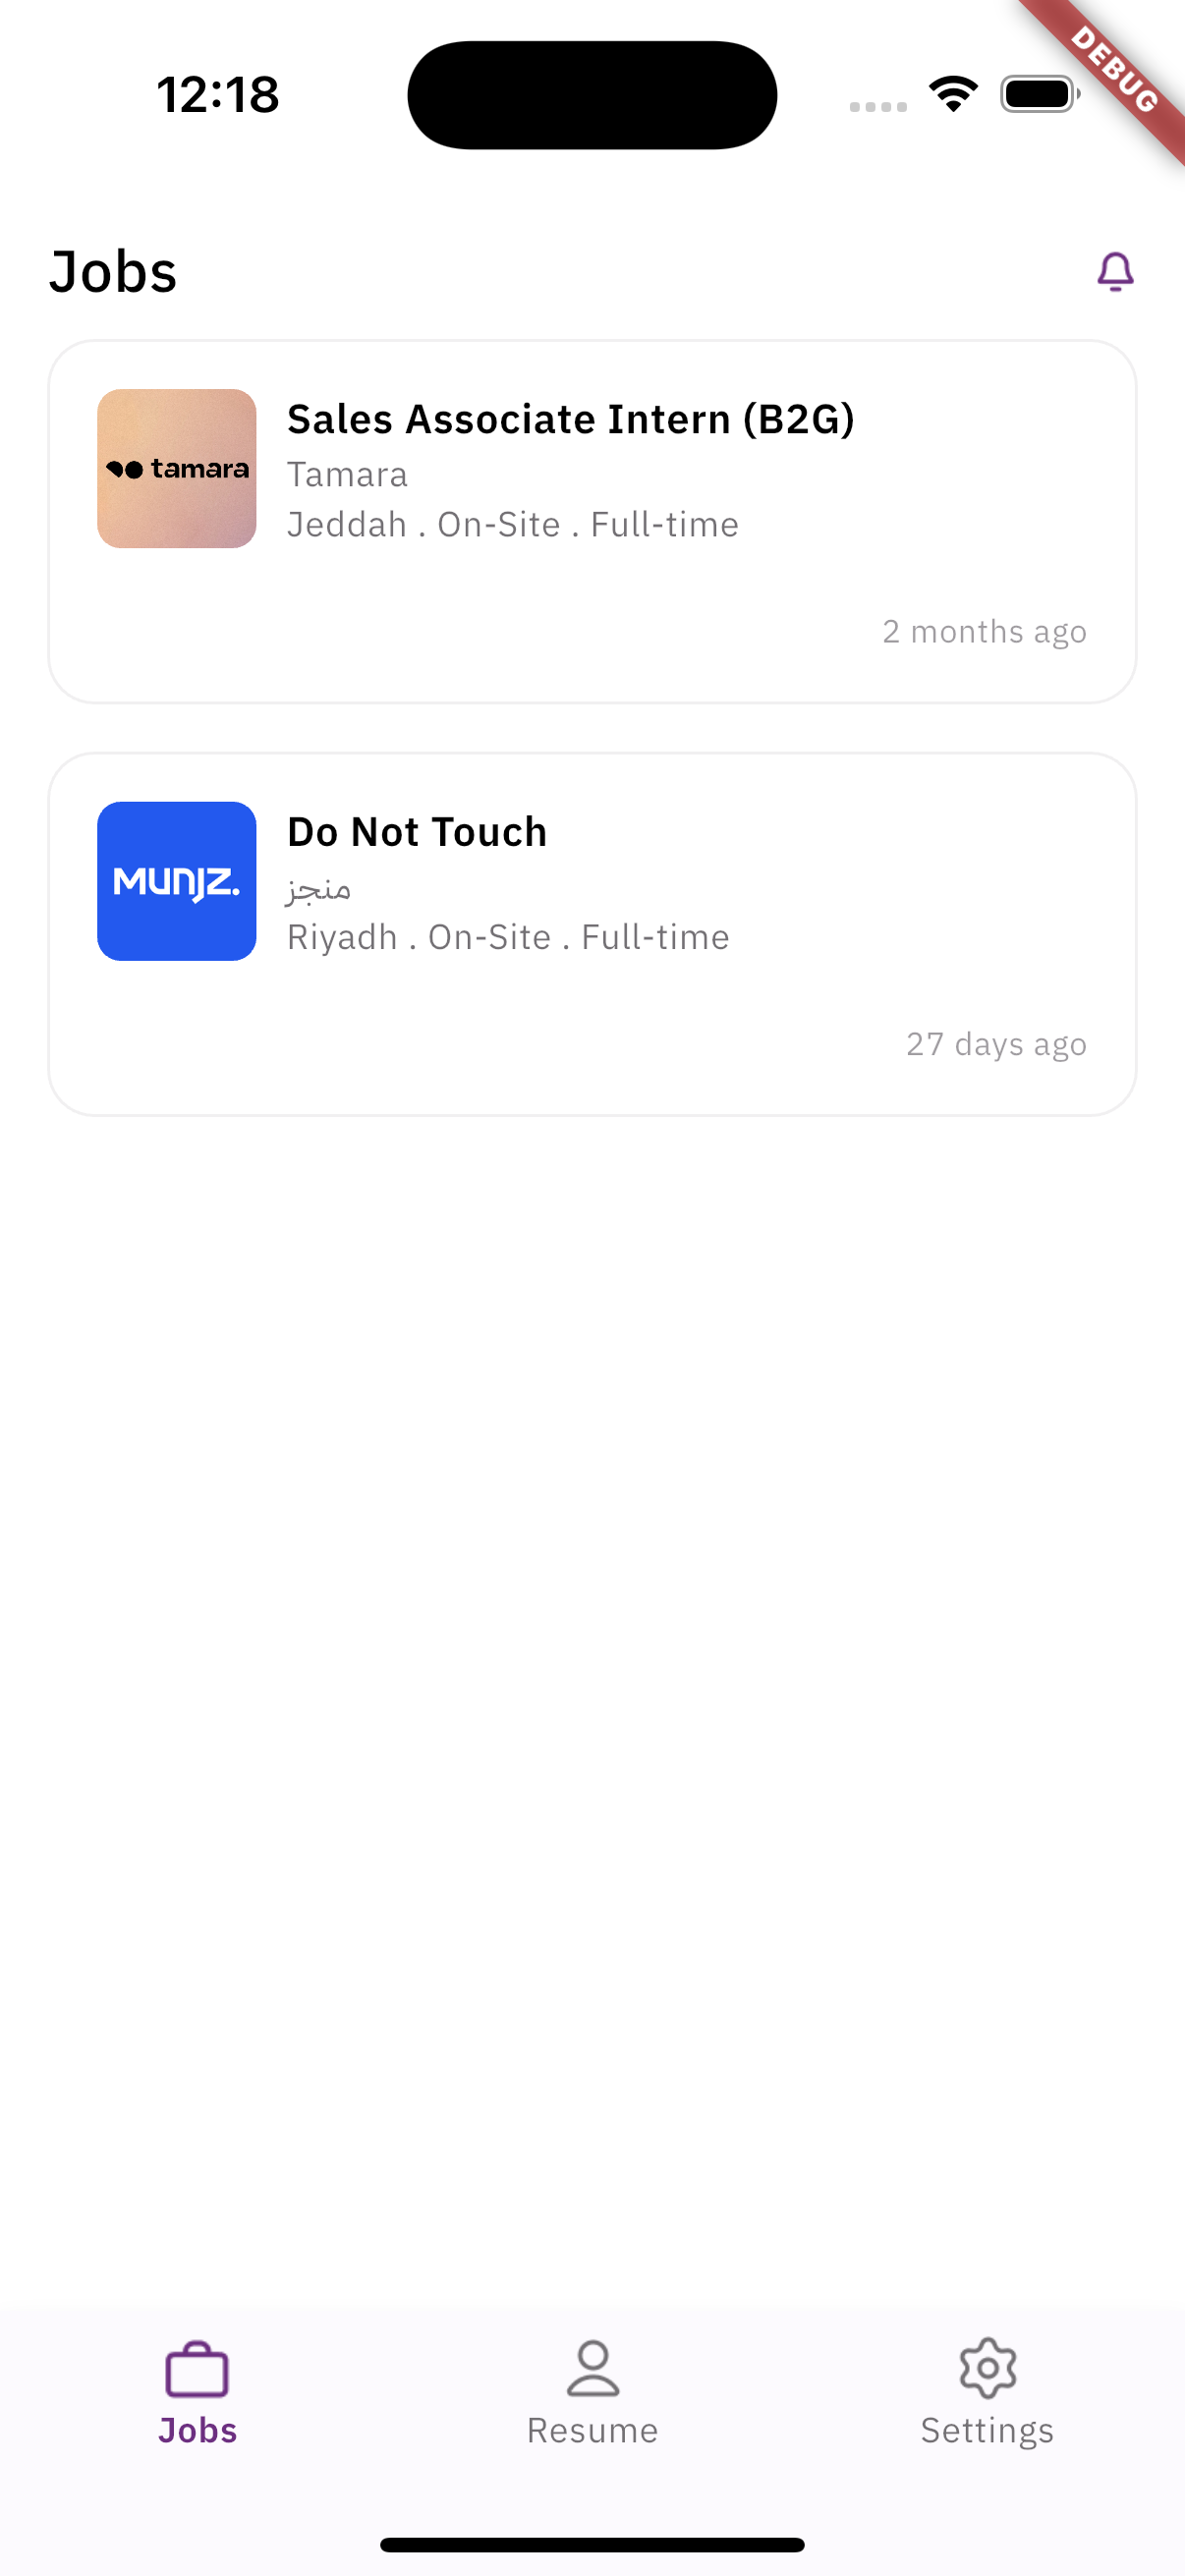 12:18
DEBUG
Jobs
tamara
Sales Associate Intern (B2G)
Tamara
Jeddah . On-Site . Full-time
2 months ago
MUNJZ.
Do Not Touch
منجز
Riyadh . On-Site . Full-time
27 days ago
Jobs
Resume
Settings